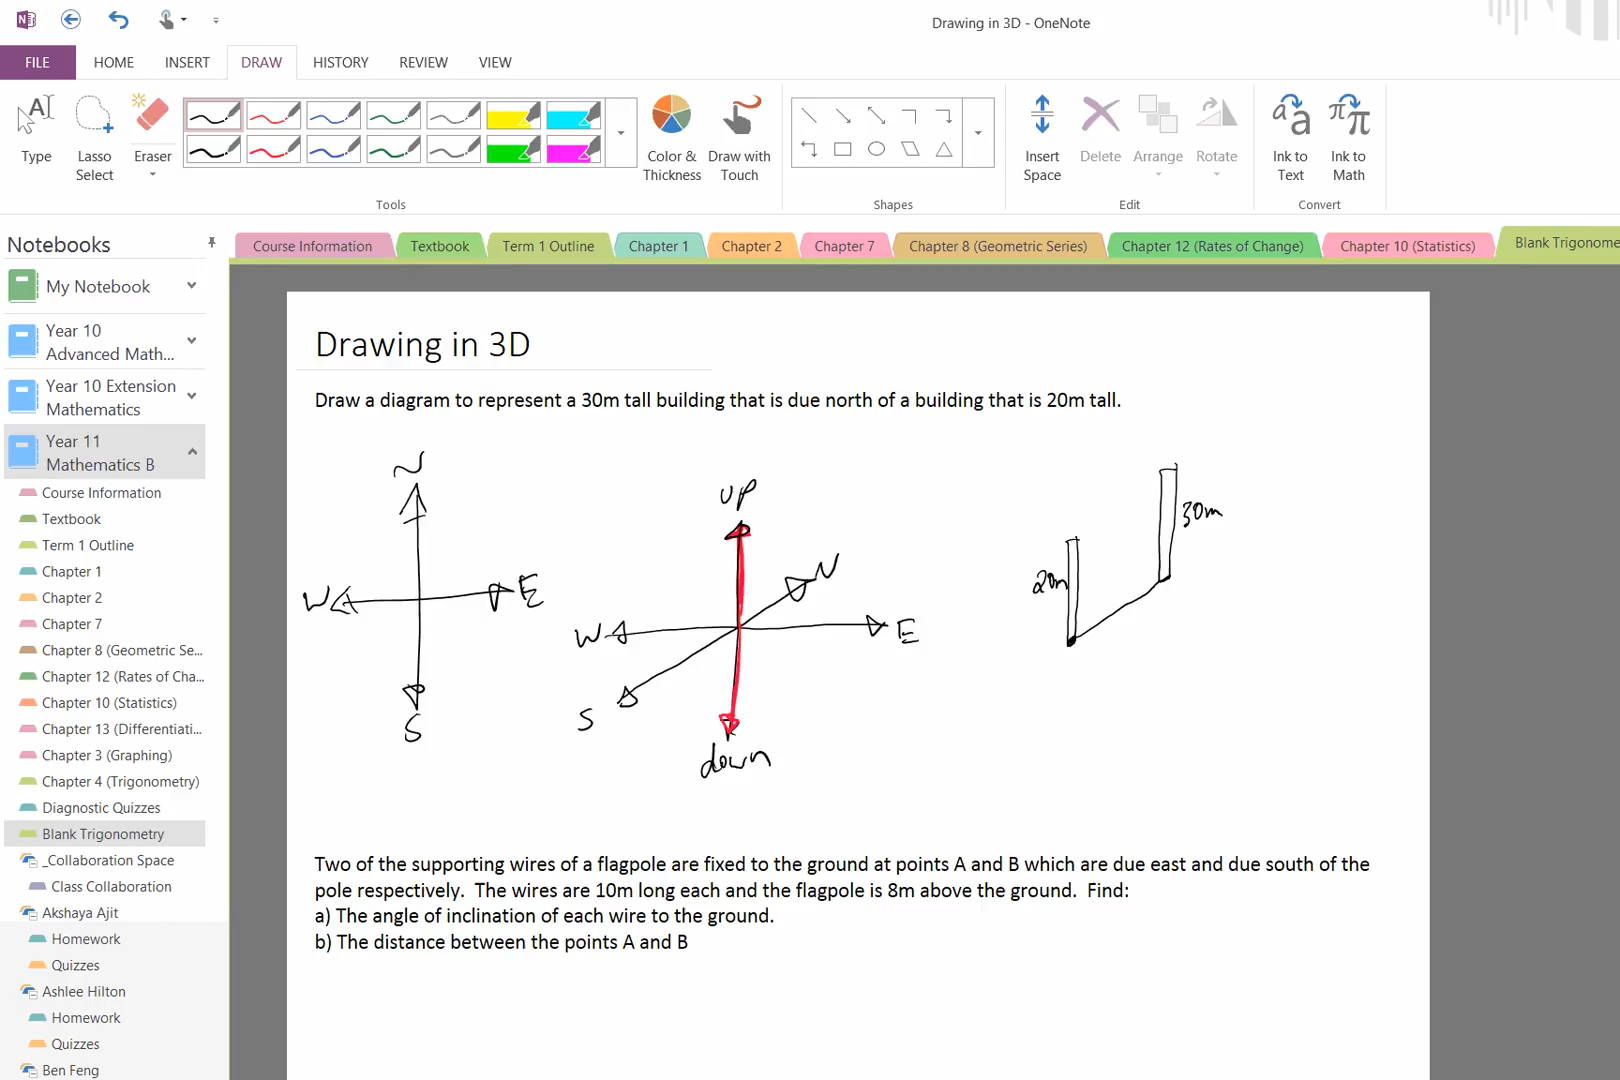 Drawing in 3D - OneNote
FILE HOME INSERT DRAW HISTORY REVIEW VIEW
Type
Lasso Select
Eraser
Color & Thickness
Draw with Touch
Insert Space
Delete
Arrange
Rotate
Ink to Text
Ink to Math
Tools
Shapes
Edit
Convert
Notebooks
Course Information
Textbook
Term 1 Outline
Chapter 1
Chapter 2
Chapter 7
Chapter 8 (Geometric Series)
Chapter 12 (Rates of Change)
Chapter 10 (Statistics)
Blank Trigonome
My Notebook
Year 10
Advanced Math...
Year 10 Extension
Mathematics
Year 11
Mathematics B
Course Information
Textbook
Term 1 Outline
Chapter 1
Chapter 2
Chapter 7
Chapter 8 (Geometric Se...
Chapter 12 (Rates of Cha...
Chapter 10 (Statistics)
Chapter 13 (Differentiati...
Chapter 3 (Graphing)
Chapter 4 (Trigonometry)
Diagnostic Quizzes
Blank Trigonometry
_Collaboration Space
Class Collaboration
Akshaya Ajit
Homework
Quizzes
Ashlee Hilton
Homework
Quizzes
Ben Feng
Drawing in 3D
Draw a diagram to represent a 30m tall building that is due north of a building that is 20m tall.
N
W
E
S
UP
N
W
E
S
down
20m
30m
Two of the supporting wires of a flagpole are fixed to the ground at points A and B which are due east and due south of the
pole respectively. The wires are 10m long each and the flagpole is 8m above the ground. Find:
a) The angle of inclination of each wire to the ground.
b) The distance between the points A and B